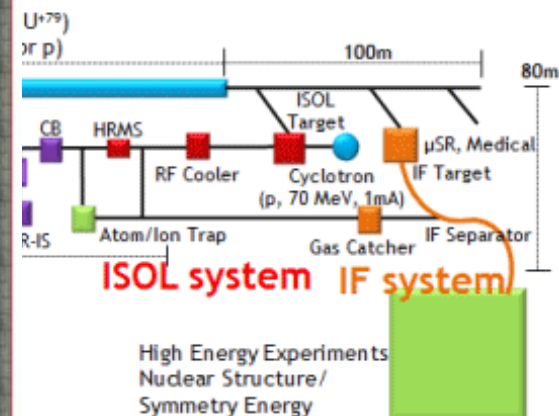 U+79)
or p)
100m
80m
ISOL
Target
CB
HRMS
RF Cooler
Cyclotron
(p, 70 MeV, 1mA)
μSR, Medical
IF Target
R-IS
Atom/Ion Trap
Gas Catcher
IF Separator
ISOL system
IF system
High Energy Experiments
Nuclear Structure/
Symmetry Energy